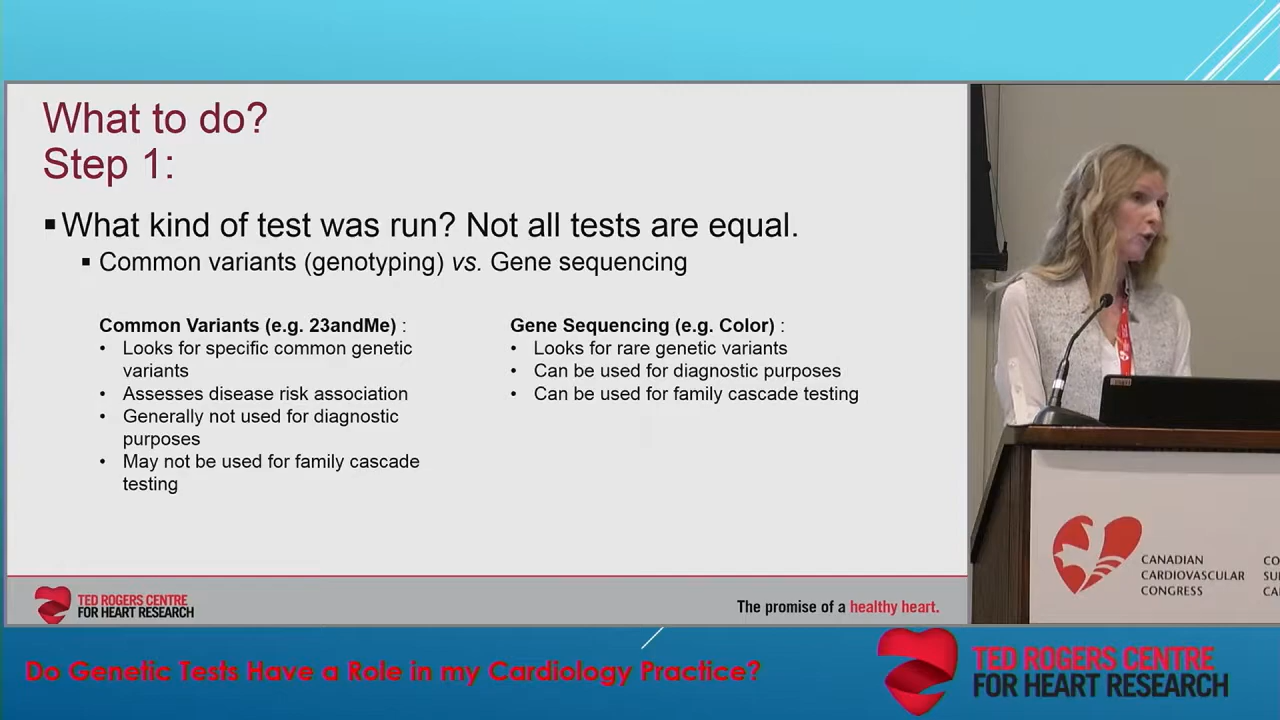 What to do?
Step 1:
▪What kind of test was run? Not all tests are equal.
▪ Common variants (genotyping) vs. Gene sequencing
Common Variants (e.g. 23andMe) :
• Looks for specific common genetic
variants
• Assesses disease risk association
• Generally not used for diagnostic
purposes
• May not be used for family cascade
testing
Gene Sequencing (e.g. Color) :
• Looks for rare genetic variants
• Can be used for diagnostic purposes
• Can be used for family cascade testing
TED ROGERS CENTRE
FOR HEART RESEARCH
The promise of a healthy heart.
CANADIAN
CARDIOVASCULAR
CONGRESS
CO
SU
CA
Do Genetic Tests Have a Role in my Cardiology Practice?
TED ROGERS CENTRE
FOR HEART RESEARCH